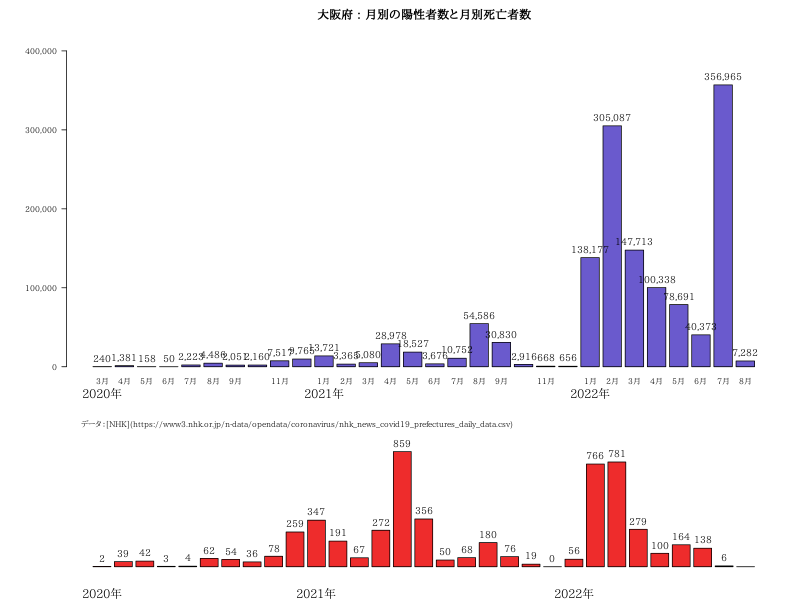 大阪府：月別の陽性者数と月別死亡者数
400,000
300,000
200,000
100,000
0
240 1,381 158 50 2,223 4,486 2,051 2,160 7,517 9,765 13,721 3,365 5,080 28,978 18,527 3,676 10,752 54,586 30,830 2,916 668 656 138,177 305,087 147,713 100,338 78,691 40,373 356,965 7,282
3月 4月 5月 6月 7月 8月 9月 11月 1月 2月 3月 4月 5月 6月 7月 8月 9月 11月 1月 2月 3月 4月 5月 6月 7月 8月
2020年 2021年 2022年
データ:[NHK](https://www3.nhk.or.jp/n-data/opendata/coronavirus/nhk_news_covid19_prefectures_daily_data.csv)
2 39 42 3 4 62 54 36 78 259 347 191 67 272 859 356 50 68 180 76 19 0 56 766 781 279 100 164 138 6
2020年 2021年 2022年